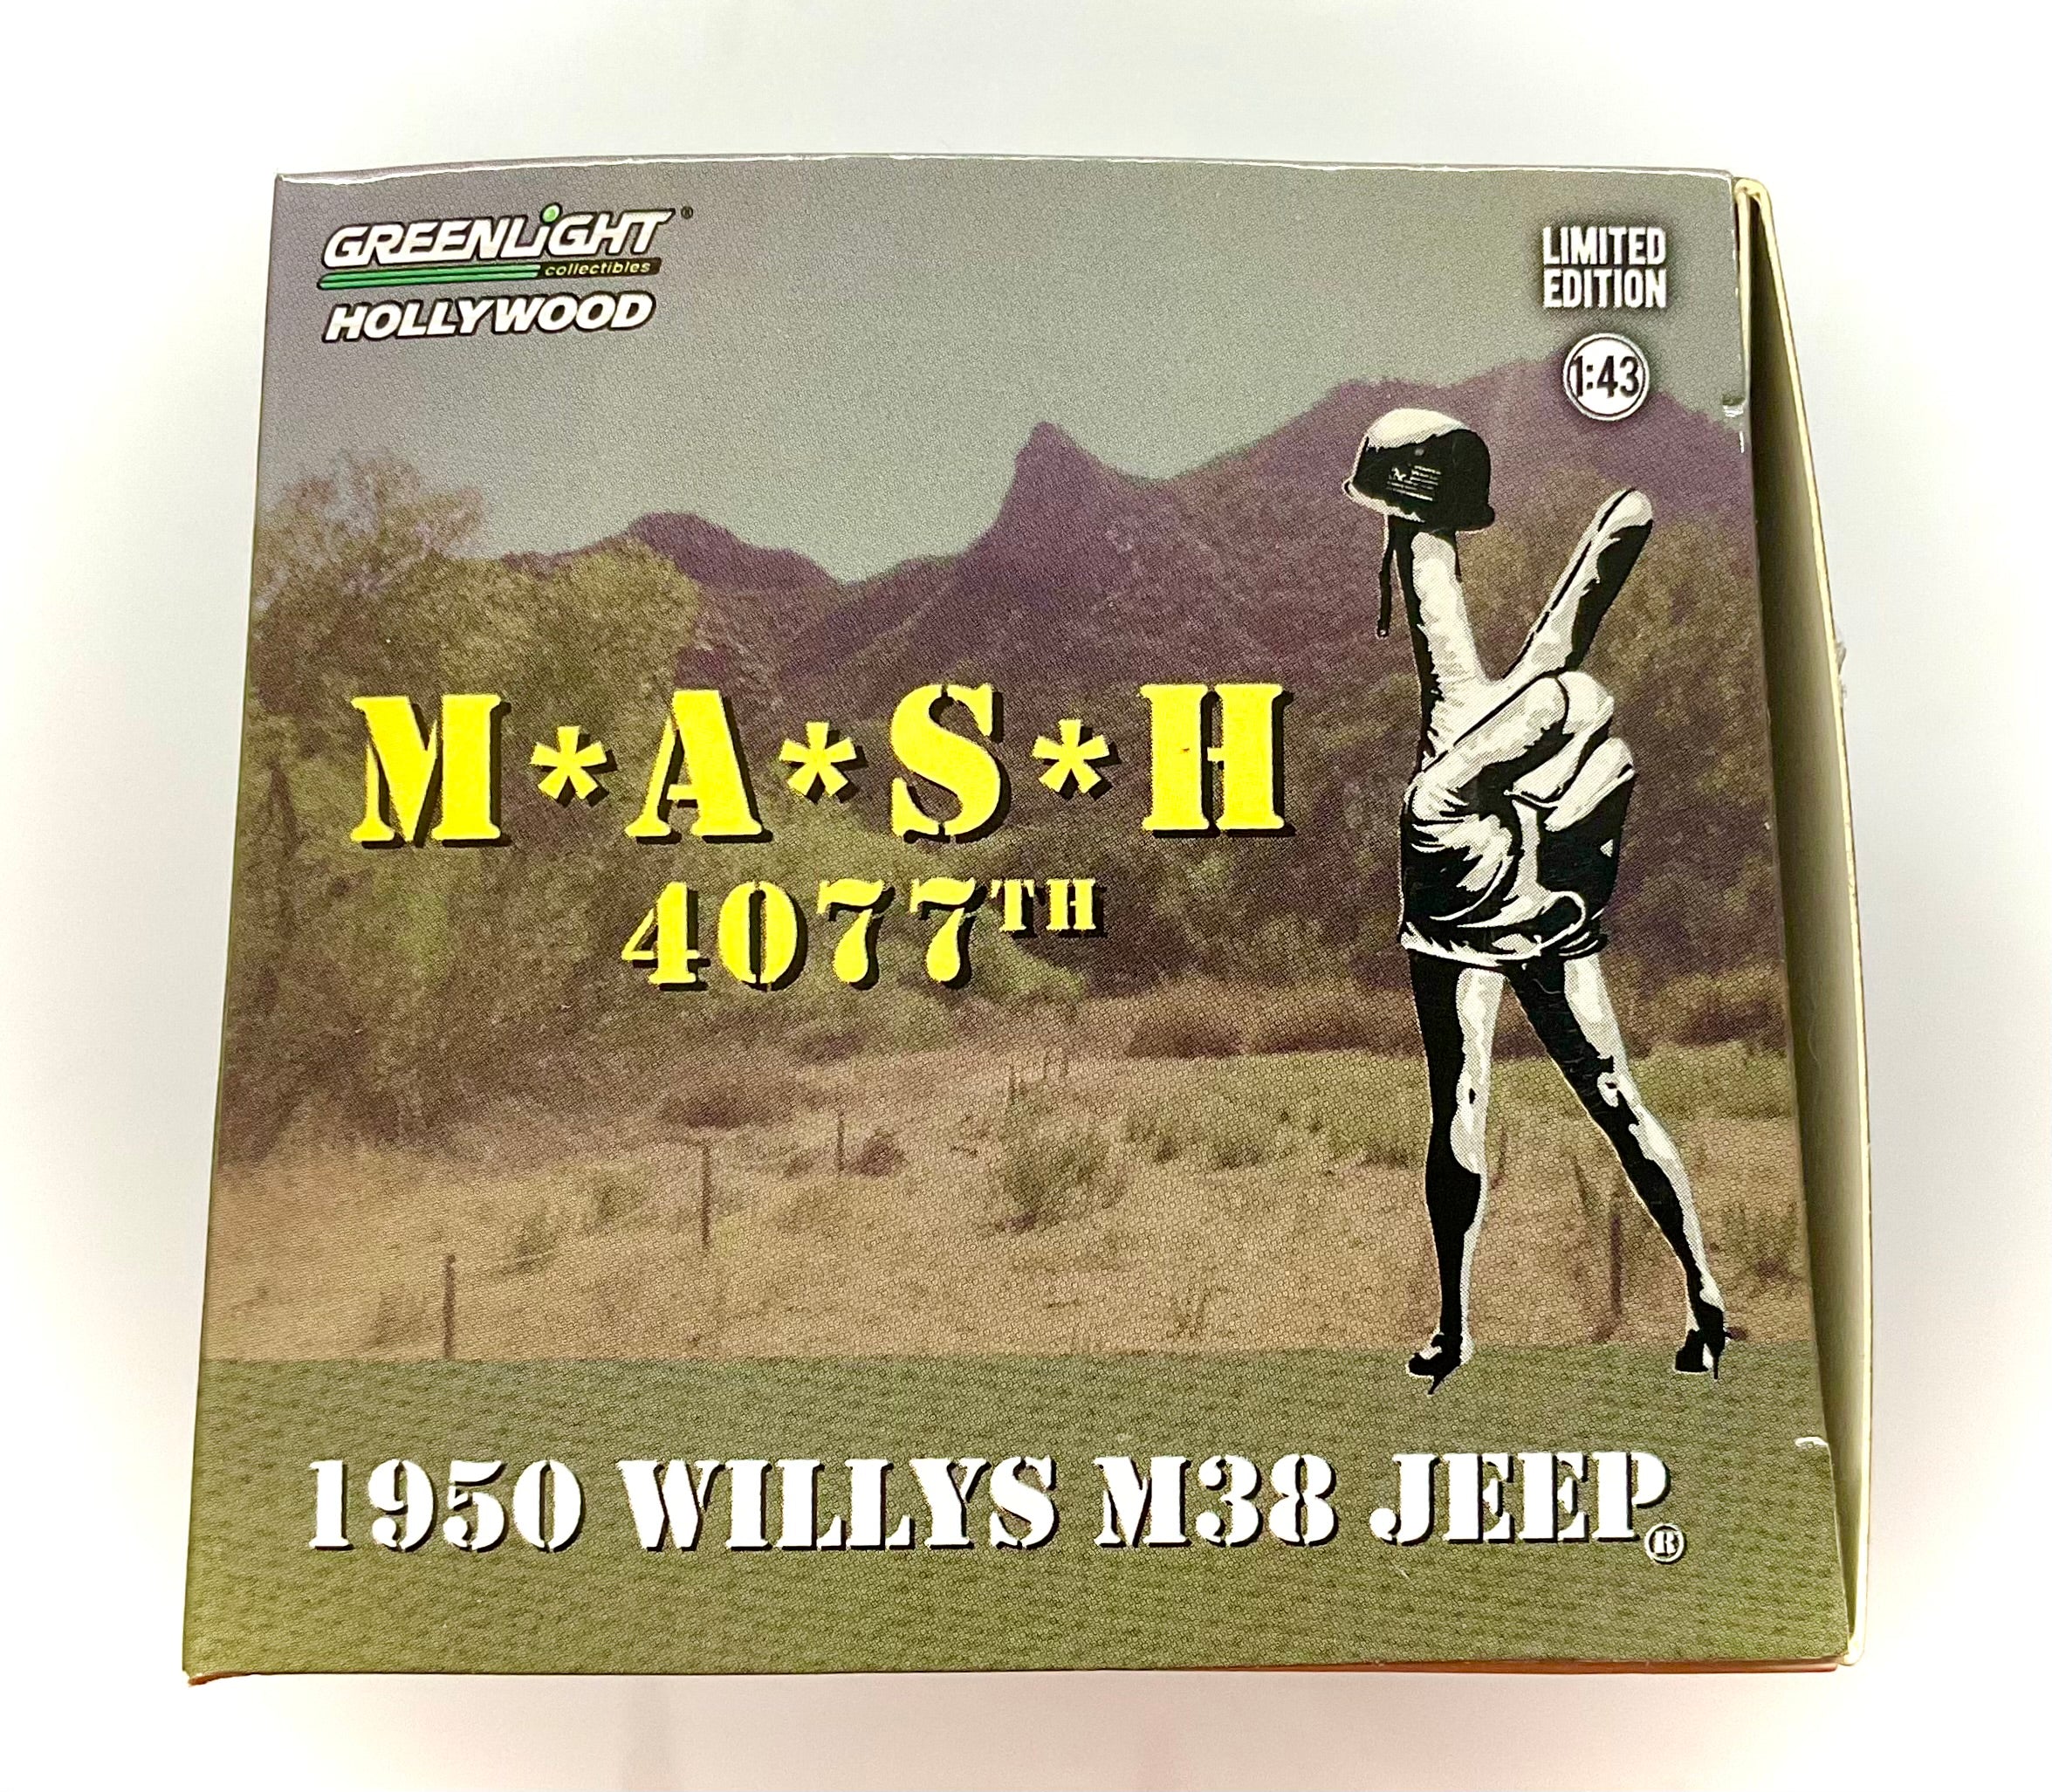 GREENLiGHT®
collectibles
HOLLYWOOD
LIMITED
EDITION
1:43
M*A*S*H
4077TH
1950 WILLYS M38 JEEP®